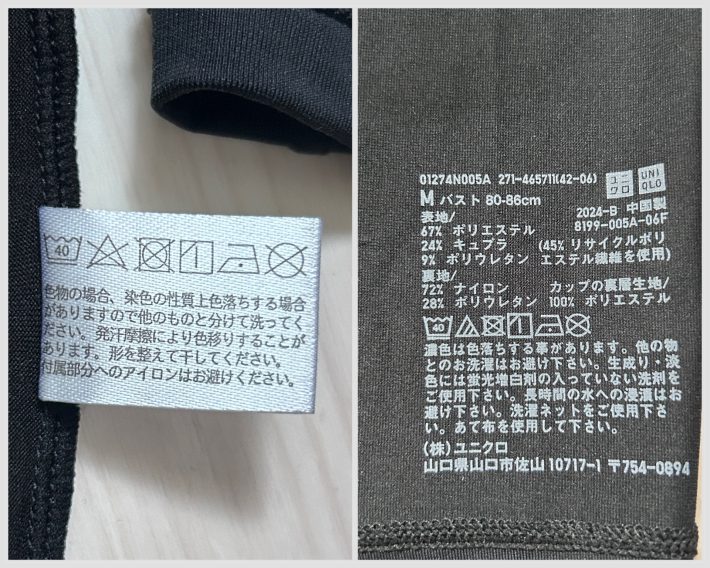 40
色物の場合、染色の性質上色落ちする場合
がありますので他のものと分けて洗ってく
ださい。発汗摩擦により色移りすることが
あります。形を整えて干してください。
付属部分へのアイロンはお避けください。
01274N005A 271-465711(42-06)
ユニクロ
UNIQLO
M バスト 80-86cm
2024-B 中国製
表地/
8199-005A-06F
67% ポリエステル
24% キュプラ (45% リサイクルポリ
9% ポリウレタン エステル繊維を使用)
裏地/
72% ナイロン カップの裏層生地/
28% ポリウレタン 100% ポリエステル
40
濃色は色落ちする事があります。他の物
とのお洗濯はお避け下さい。生成り・淡
色には蛍光増白剤の入っていない洗剤を
ご使用下さい。長時間の水への浸漬はお
避け下さい。洗濯ネットをご使用下さ
い。あて布を使用して下さい。
(株) ユニクロ
山口県山口市佐山 10717-1 〒754-0894